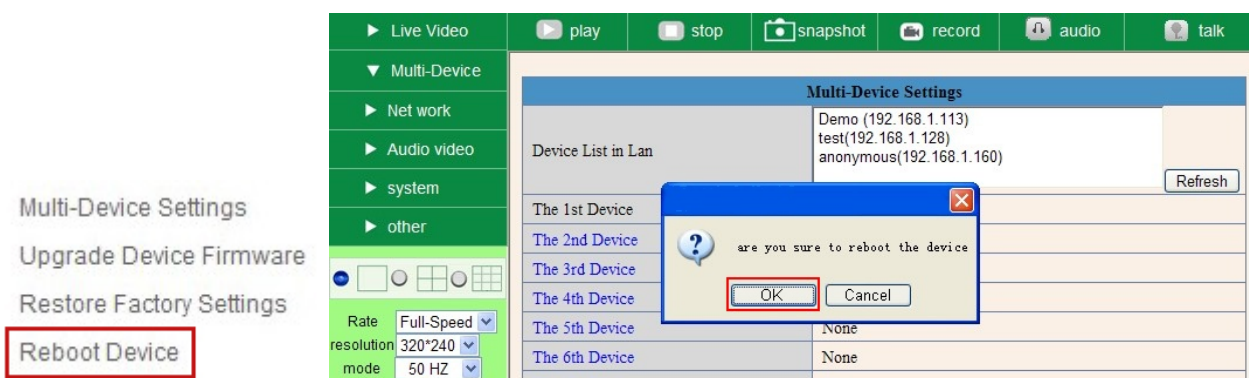 Multi-Device Settings
Upgrade Device Firmware
Restore Factory Settings
Reboot Device
Live Video
Multi-Device
Net work
Audio video
system
other
Rate Full-Speed
resolution 320*240
mode 50 HZ
play stop snapshot record audio talk
Multi-Device Settings
Device List in Lan
Demo (192.168.1.113)
test(192.168.1.128)
anonymous(192.168.1.160)
Refresh
The 1st Device
The 2nd Device
The 3rd Device
The 4th Device
The 5th Device None
The 6th Device None
are you sure to reboot the device
OK Cancel